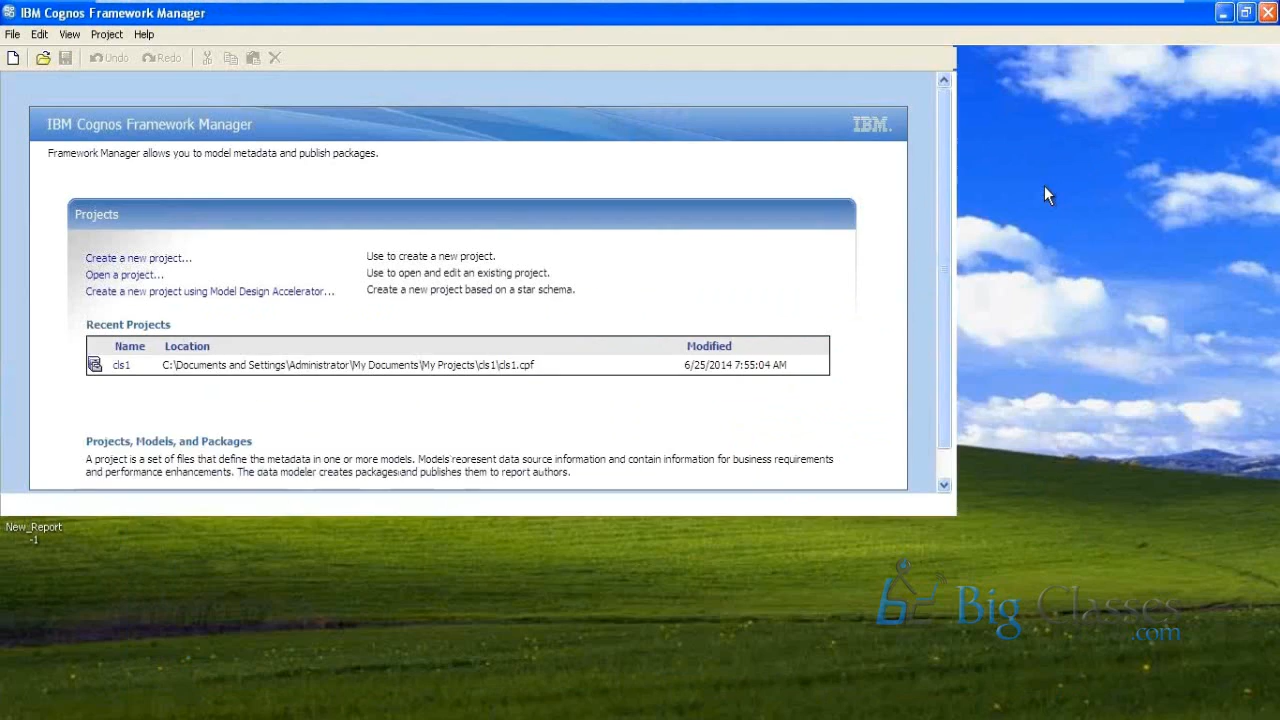 IBM Cognos Framework Manager
File Edit View Project Help
Undo Redo
IBM Cognos Framework Manager
IBM.
Framework Manager allows you to model metadata and publish packages.
Projects
Create a new project... Use to create a new project.
Open a project... Use to open and edit an existing project.
Create a new project using Model Design Accelerator... Create a new project based on a star schema.
Recent Projects
Name Location Modified
cls1 C:\Documents and Settings\Administrator\My Documents\My Projects\cls1\cls1.cpf 6/25/2014 7:55:04 AM
Projects, Models, and Packages
A project is a set of files that define the metadata in one or more models. Models represent data source information and contain information for business requirements
and performance enhancements. The data modeler creates packages and publishes them to report authors.
New_Report
-1
Big Classes
.com